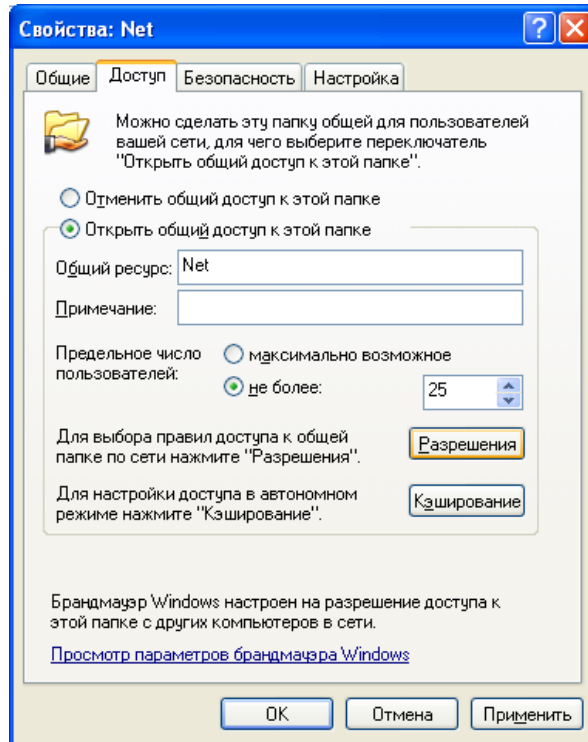 Свойства: Net
Общие Доступ Безопасность Настройка
Можно сделать эту папку общей для пользователей
вашей сети, для чего выберите переключатель
"Открыть общий доступ к этой папке".
Отменить общий доступ к этой папке
Открыть общий доступ к этой папке
Общий ресурс: Net
Примечание:
Предельное число
пользователей:
максимально возможное
не более: 25
Для выбора правил доступа к общей
папке по сети нажмите "Разрешения".
Разрешения
Для настройки доступа в автономном
режиме нажмите "Кэширование".
Кэширование
Брандмауэр Windows настроен на разрешение доступа к
этой папке с других компьютеров в сети.
Просмотр параметров брандмауэра Windows
OK Отмена Применить